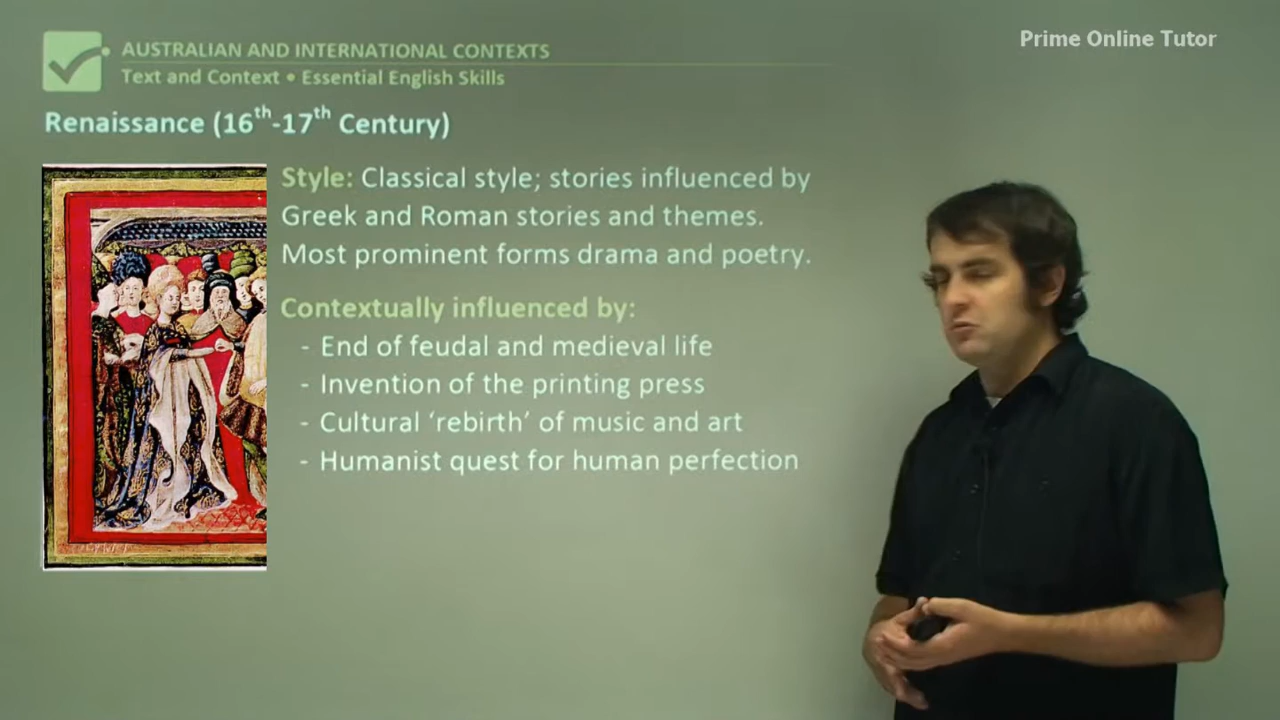 Prime Online Tutor
AUSTRALIAN AND INTERNATIONAL CONTEXTS
Text and Context • Essential English Skills
Renaissance (16th-17th Century)
Style: Classical style; stories influenced by
Greek and Roman stories and themes.
Most prominent forms drama and poetry.
Contextually influenced by:
- End of feudal and medieval life
- Invention of the printing press
- Cultural ‘rebirth’ of music and art
- Humanist quest for human perfection